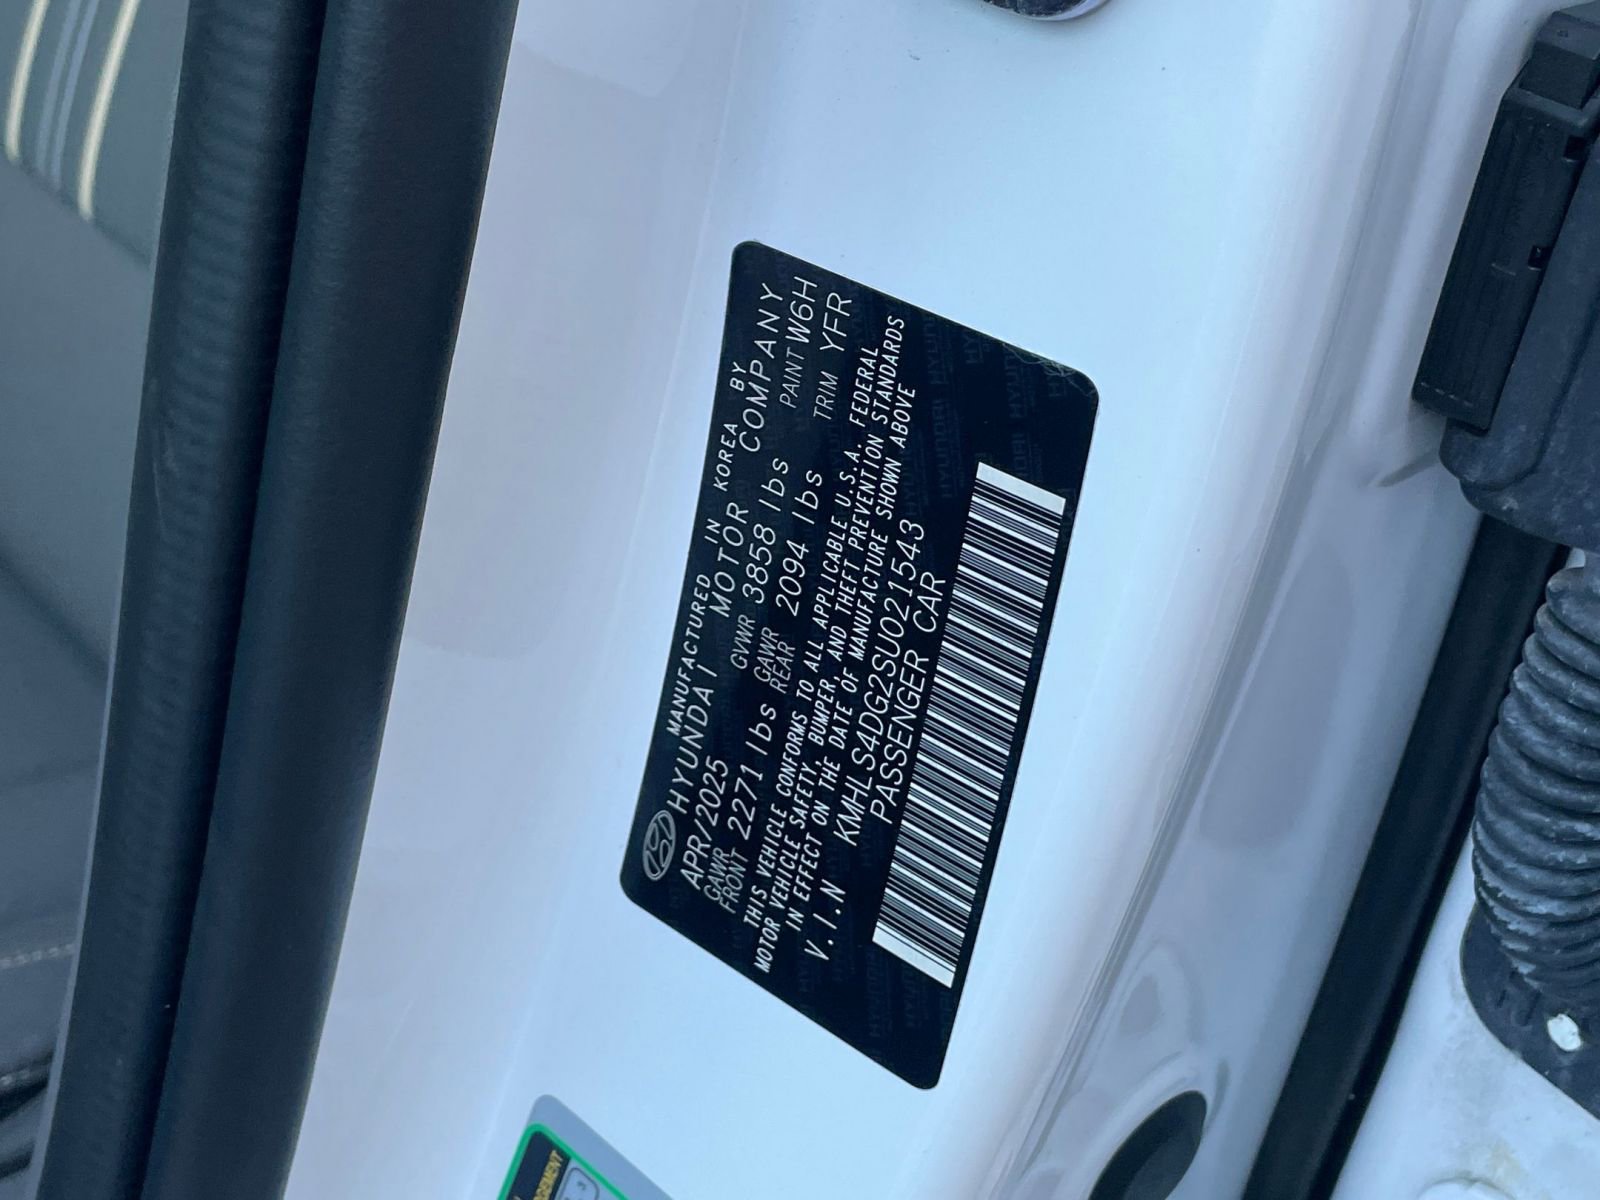 MANUFACTURED IN KOREA BY
HYUNDAI MOTOR COMPANY
APR/2025 GVWR 3858 lbs PAINT W6H
GAWR FRONT 2271 lbs GAWR REAR 2094 lbs TRIM YFR
THIS VEHICLE CONFORMS TO ALL APPLICABLE U.S.A. FEDERAL
MOTOR VEHICLE SAFETY, BUMPER, AND THEFT PREVENTION STANDARDS
IN EFFECT ON THE DATE OF MANUFACTURE SHOWN ABOVE
V.I.N KMHLS4DG2SU021543
PASSENGER CAR